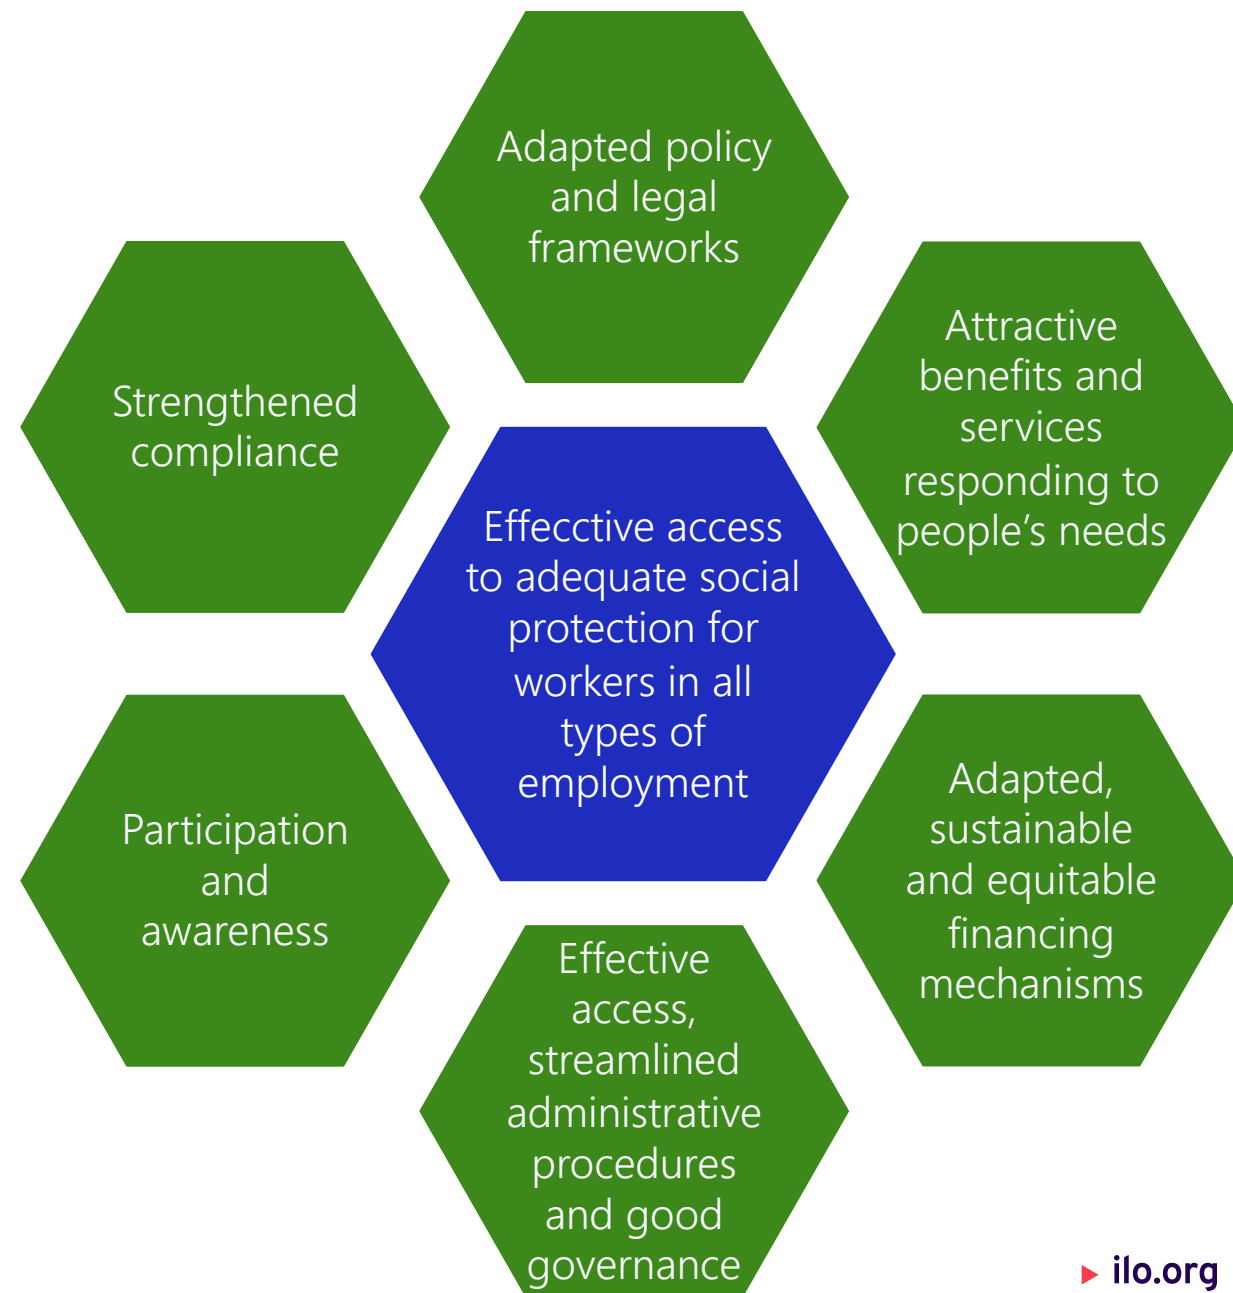 Adapted policy
and legal
frameworks
Strengthened
compliance
Attractive
benefits and
services
responding to
people’s needs
Effecctive access
to adequate social
protection for
workers in all
types of
employment
Participation
and
awareness
Adapted,
sustainable
and equitable
financing
mechanisms
Effective
access,
streamlined
administrative
procedures
and good
governance
ilo.org